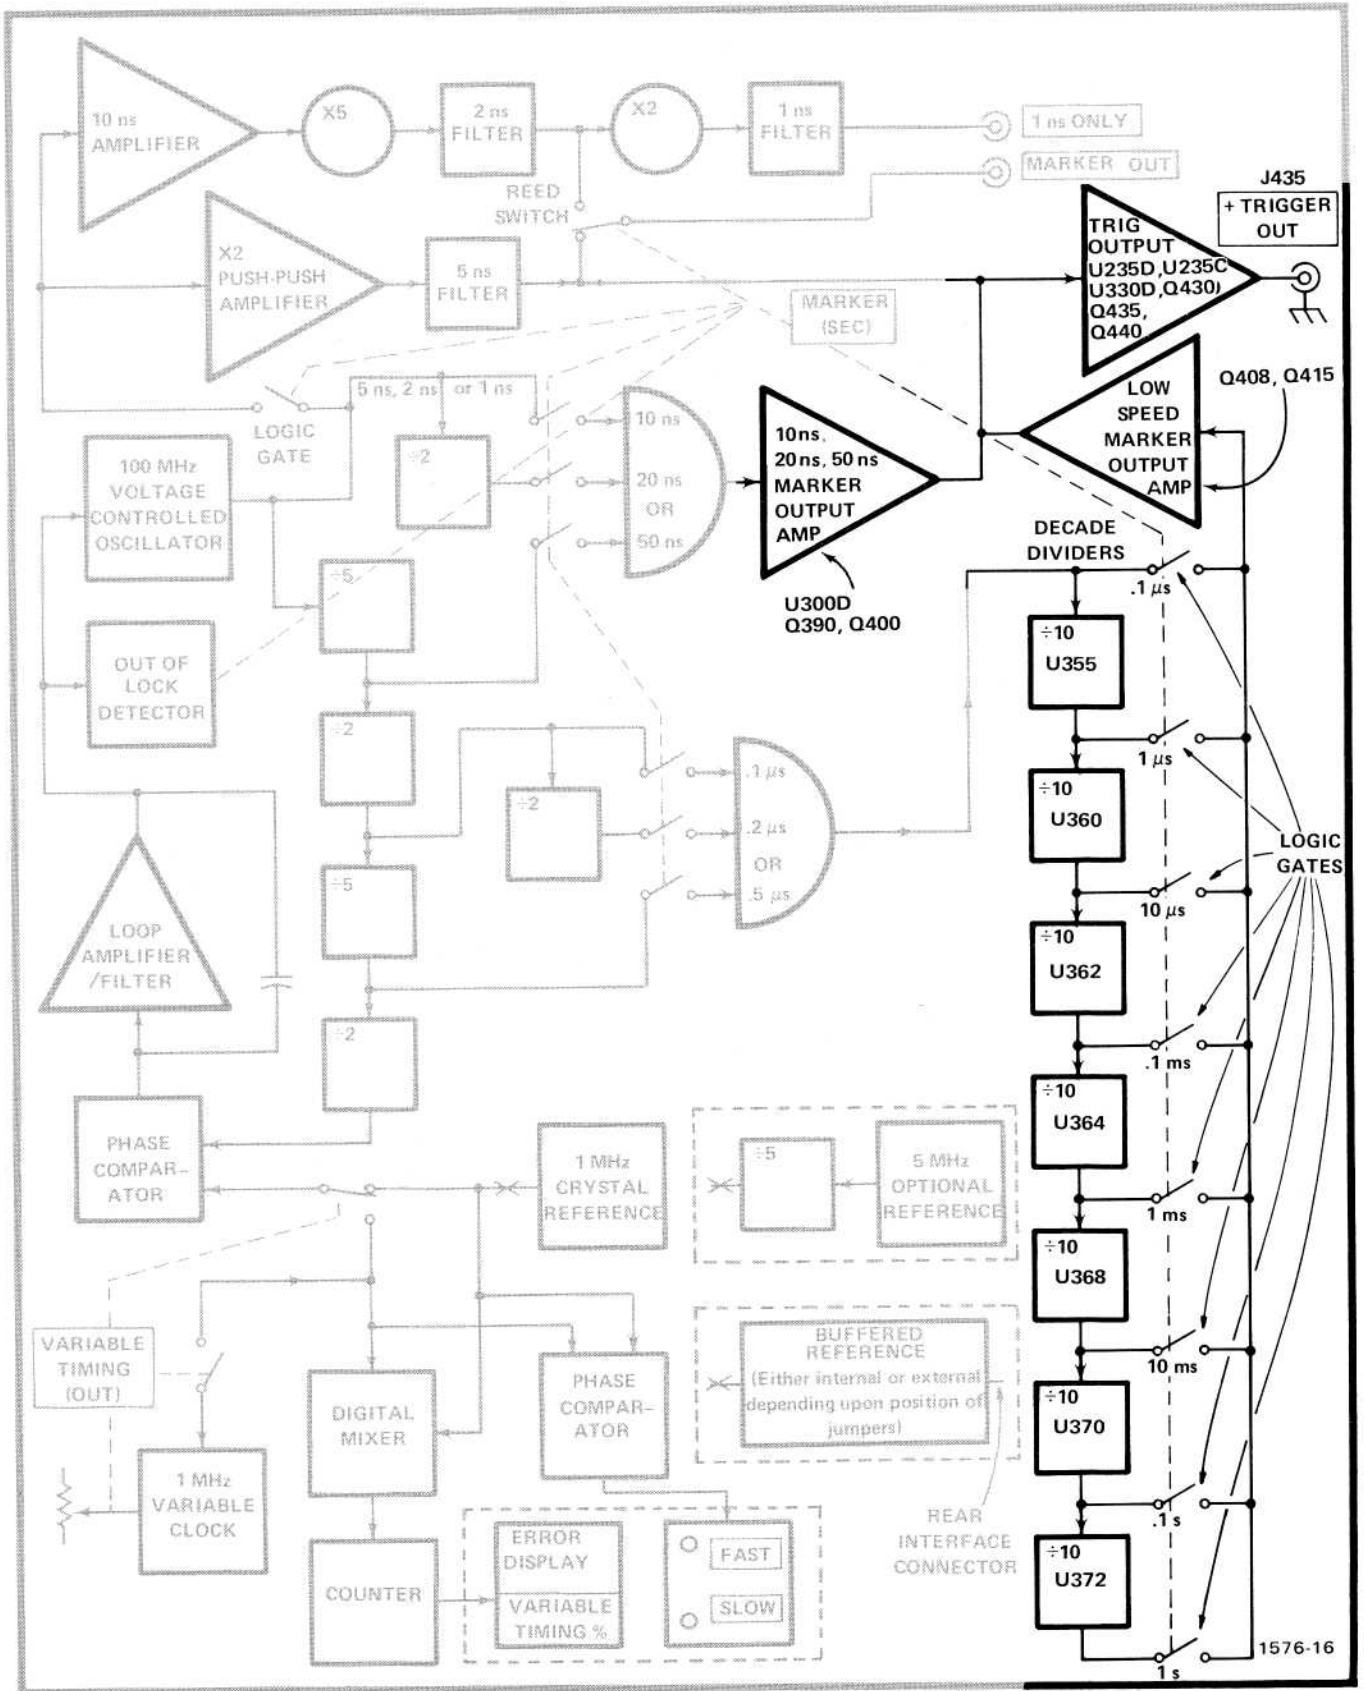 10 ns
AMPLIFIER
X5
2 ns
FILTER
X2
1 ns
FILTER
1 ns ONLY
MARKER OUT
REED
SWITCH
J435
+ TRIGGER
OUT
X2
PUSH-PUSH
AMPLIFIER
5 ns
FILTER
MARKER
(SEC)
TRIG
OUTPUT
U235D, U235C
U330D, Q430,
Q435,
Q440
5 ns, 2 ns or 1 ns
LOGIC
GATE
÷2
10 ns
20 ns
OR
50 ns
10ns,
20ns, 50 ns
MARKER
OUTPUT
AMP
U300D
Q390, Q400
LOW
SPEED
MARKER
OUTPUT
AMP
Q408, Q415
100 MHz
VOLTAGE
CONTROLLED
OSCILLATOR
÷5
OUT OF
LOCK
DETECTOR
÷2
÷2
.1 µs
.2 µs
OR
.5 µs
÷5
÷2
LOOP
AMPLIFIER
/FILTER
DECADE
DIVIDERS
.1 µs
÷10
U355
1 µs
÷10
U360
10 µs
÷10
U362
.1 ms
÷10
U364
1 ms
÷10
U368
10 ms
÷10
U370
.1 s
÷10
U372
1 s
LOGIC
GATES
PHASE
COMPAR-
ATOR
1 MHz
CRYSTAL
REFERENCE
÷5
5 MHz
OPTIONAL
REFERENCE
VARIABLE
TIMING
(OUT)
1 MHz
VARIABLE
CLOCK
DIGITAL
MIXER
PHASE
COMPAR-
ATOR
BUFFERED
REFERENCE
(Either internal or external
depending upon position of
jumpers)
REAR
INTERFACE
CONNECTOR
COUNTER
ERROR
DISPLAY
VARIABLE
TIMING %
FAST
SLOW
1576-16